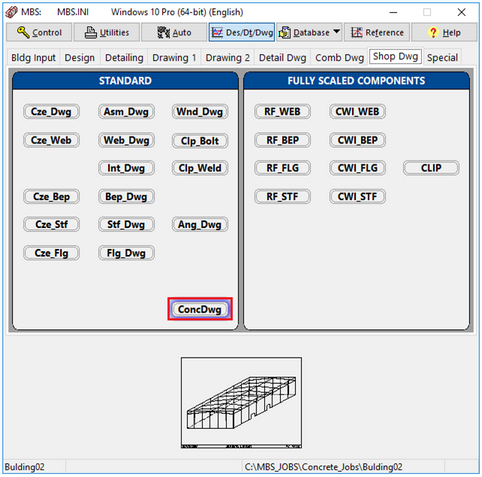 MBS: MBS.INI Windows 10 Pro (64-bit) (English)
Control Utilities Auto Des/Dt/Dwg Database Reference ? Help
Bldg Input Design Detailing Drawing 1 Drawing 2 Detail Dwg Comb Dwg Shop Dwg Special
STANDARD FULLY SCALED COMPONENTS
Cze_Dwg Asm_Dwg Wnd_Dwg RF_WEB CWI_WEB
Cze_Web Web_Dwg Clp_Bolt RF_BEP CWI_BEP
Int_Dwg Clp_Weld RF_FLG CWI_FLG CLIP
Cze_Bep Bep_Dwg RF_STF CWI_STF
Cze_Stf Stf_Dwg Ang_Dwg
Cze_Flg Flg_Dwg
ConcDwg
Bulding02 C:\MBS_JOBS\Concrete_Jobs\Bulding02